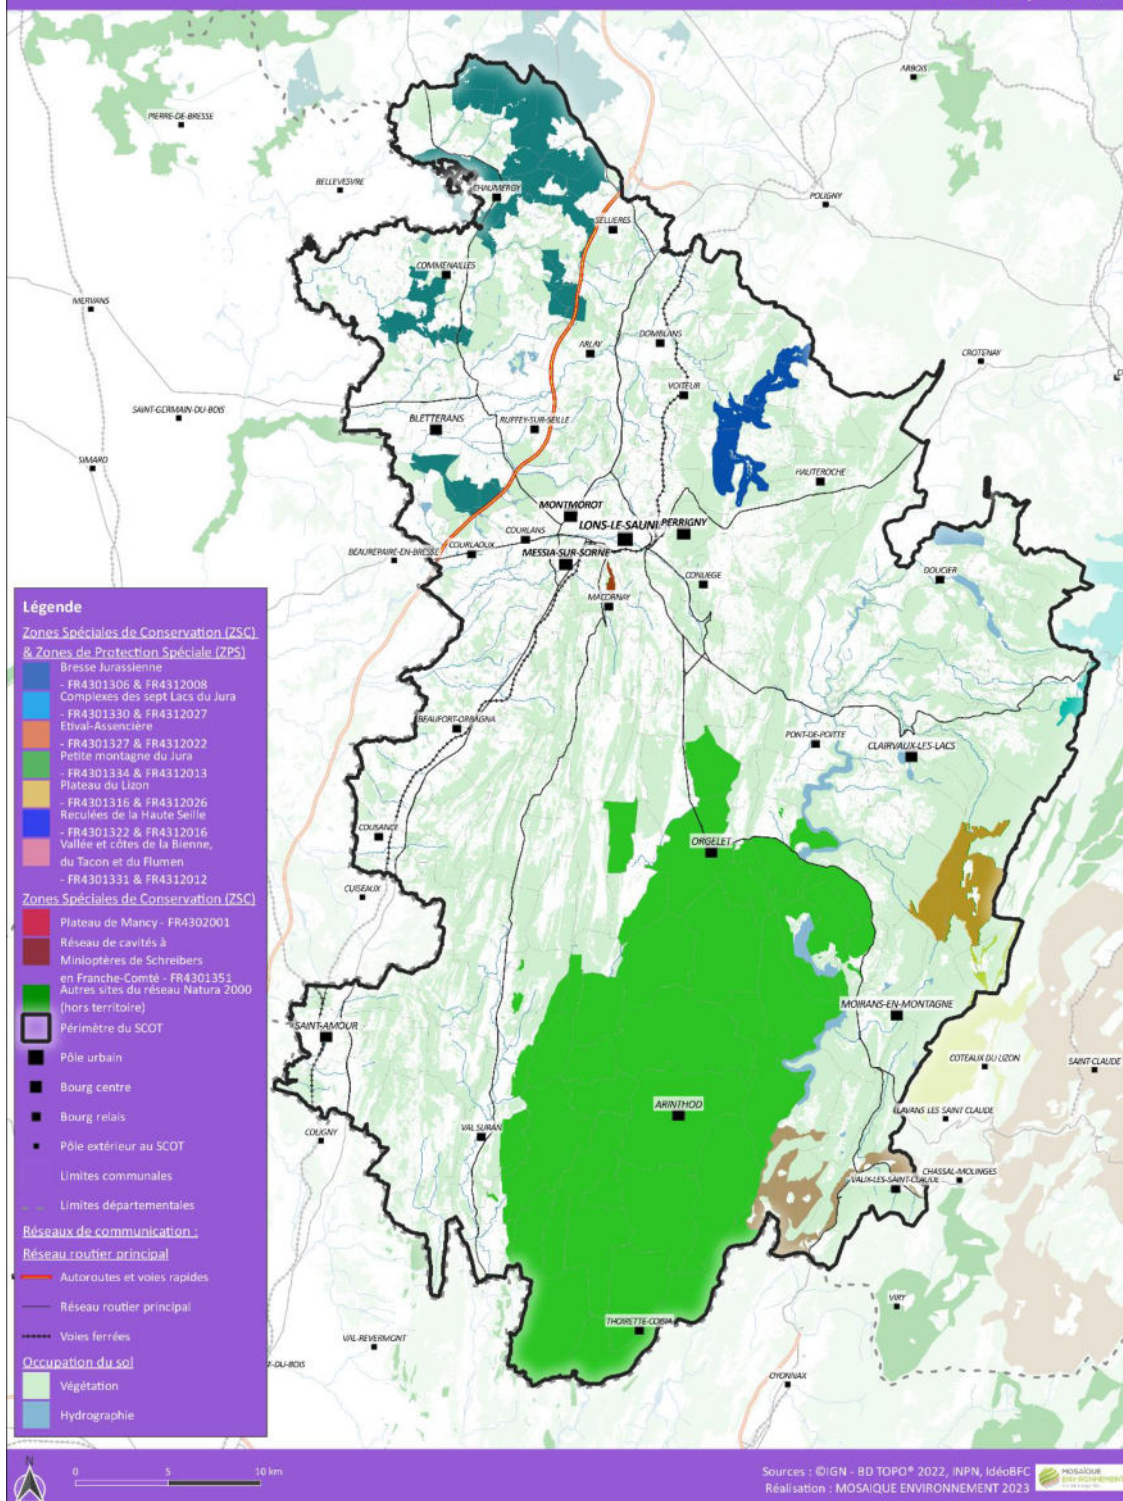 ARBOIS
PIERRE-DE-BRESSE
BELLEVESVRE
CHAUMERGY
POLIGNY
SELLIERES
COMMENAILLES
MERVANS
DOMBLANS
ARLAY
CROTENAY
VOITEUR
SAINT-GERMAIN-DU-BOIS
BLETTERANS
RUFFEY-SUR-SEILLE
SIMARD
HAUTEROCHE
MONTMOROT
LONS-LE-SAUNI
PERRIGNY
COURLANS
BEAUREPAIRE-EN-BRESSE
COURLAOUX
MESSIA-SUR-SORNE
CONLIEGE
DOUCIER
MACORNAY
BEAUFORT-ORBAGNA
PONT-DE-POITTE
CLAIRVAUX-LES-LACS
COUSANCE
ORGELET
CUISEAUX
MOIRANS-EN-MONTAGNE
SAINT-AMOUR
COTEAUX DU LIZON
SAINT-CLAUDE
ARINTHOD
LAVANS LES SAINT CLAUDE
COLIGNY
VAL SURAN
CHASSAL-MOLINGES
VAUX-LES-SAINT-CLAUDE
VIRY
THOIRETTE-COISIA
VAL-REVERMONT
T-DU-BOIS
OYONNAX
Légende
Zones Spéciales de Conservation (ZSC)
& Zones de Protection Spéciale (ZPS)
Bresse Jurassienne
- FR4301306 & FR4312008
Complexes des sept Lacs du Jura
- FR4301330 & FR4312027
Etival-Assencière
- FR4301327 & FR4312022
Petite montagne du Jura
- FR4301334 & FR4312013
Plateau du Lizon
- FR4301316 & FR4312026
Reculées de la Haute Seille
- FR4301322 & FR4312016
Vallée et côtes de la Bienne,
du Tacon et du Flumen
- FR4301331 & FR4312012
Zones Spéciales de Conservation (ZSC)
Plateau de Mancy - FR4302001
Réseau de cavités à
Minioptères de Schreibers
en Franche-Comté - FR4301351
Autres sites du réseau Natura 2000
(hors territoire)
Périmètre du SCOT
Pôle urbain
Bourg centre
Bourg relais
Pôle extérieur au SCOT
Limites communales
Limites départementales
Réseaux de communication :
Réseau routier principal
Autoroutes et voies rapides
Réseau routier principal
Voies ferrées
Occupation du sol
Végétation
Hydrographie
N
0 5 10 km
Sources : ©IGN - BD TOPO® 2022, INPN, IdéoBFC
Réalisation : MOSAIQUE ENVIRONNEMENT 2023
MOSAÏQUE
ENVIRONNEMENT